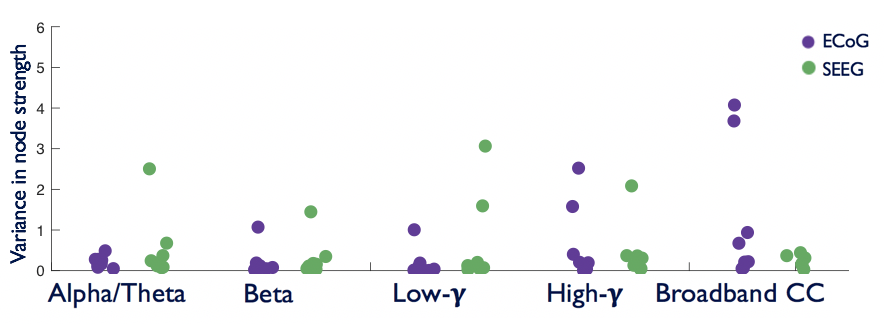 6
ECoG
5
SEEG
4
3
2
1
0
Variance in node strength
Alpha/Theta Beta Low-γ High-γ Broadband CC